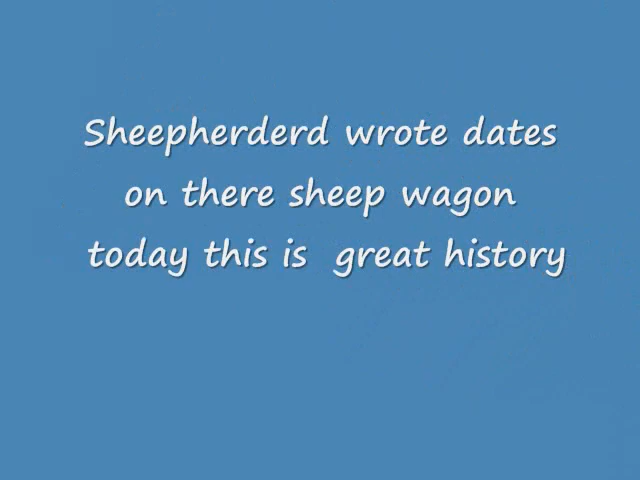 Sheepherderd wrote dates
on there sheep wagon
today this is  great history